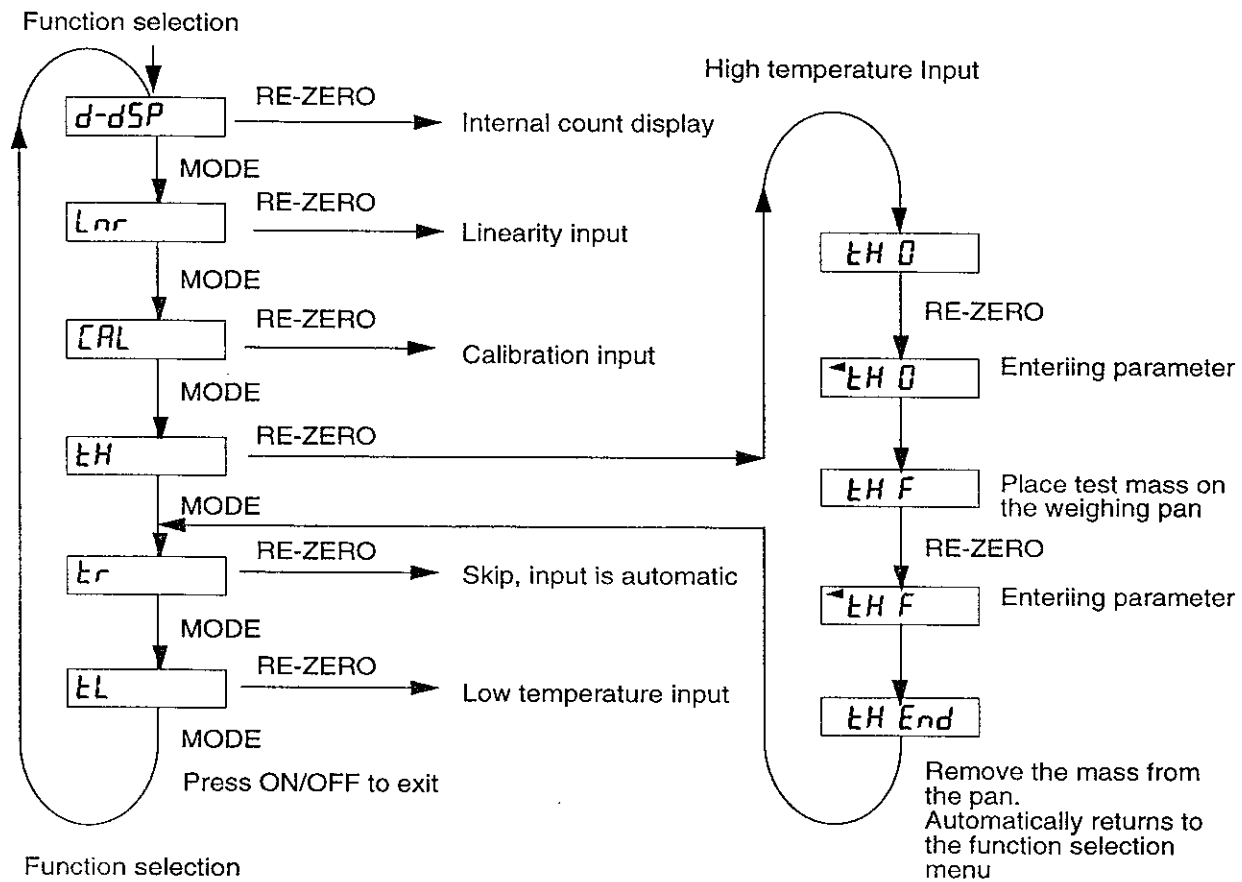 Function selection
d-dSP
RE-ZERO
Internal count display
MODE
Lnr
RE-ZERO
Linearity input
MODE
CAL
RE-ZERO
Calibration input
MODE
tH
RE-ZERO
MODE
tr
RE-ZERO
Skip, input is automatic
MODE
tL
RE-ZERO
Low temperature input
MODE
Press ON/OFF to exit
Function selection
High temperature Input
tH 0
RE-ZERO
tH 0
Enteriing parameter
tH F
Place test mass on
the weighing pan
RE-ZERO
tH F
Enteriing parameter
tH End
Remove the mass from
the pan.
Automatically returns to
the function selection
menu